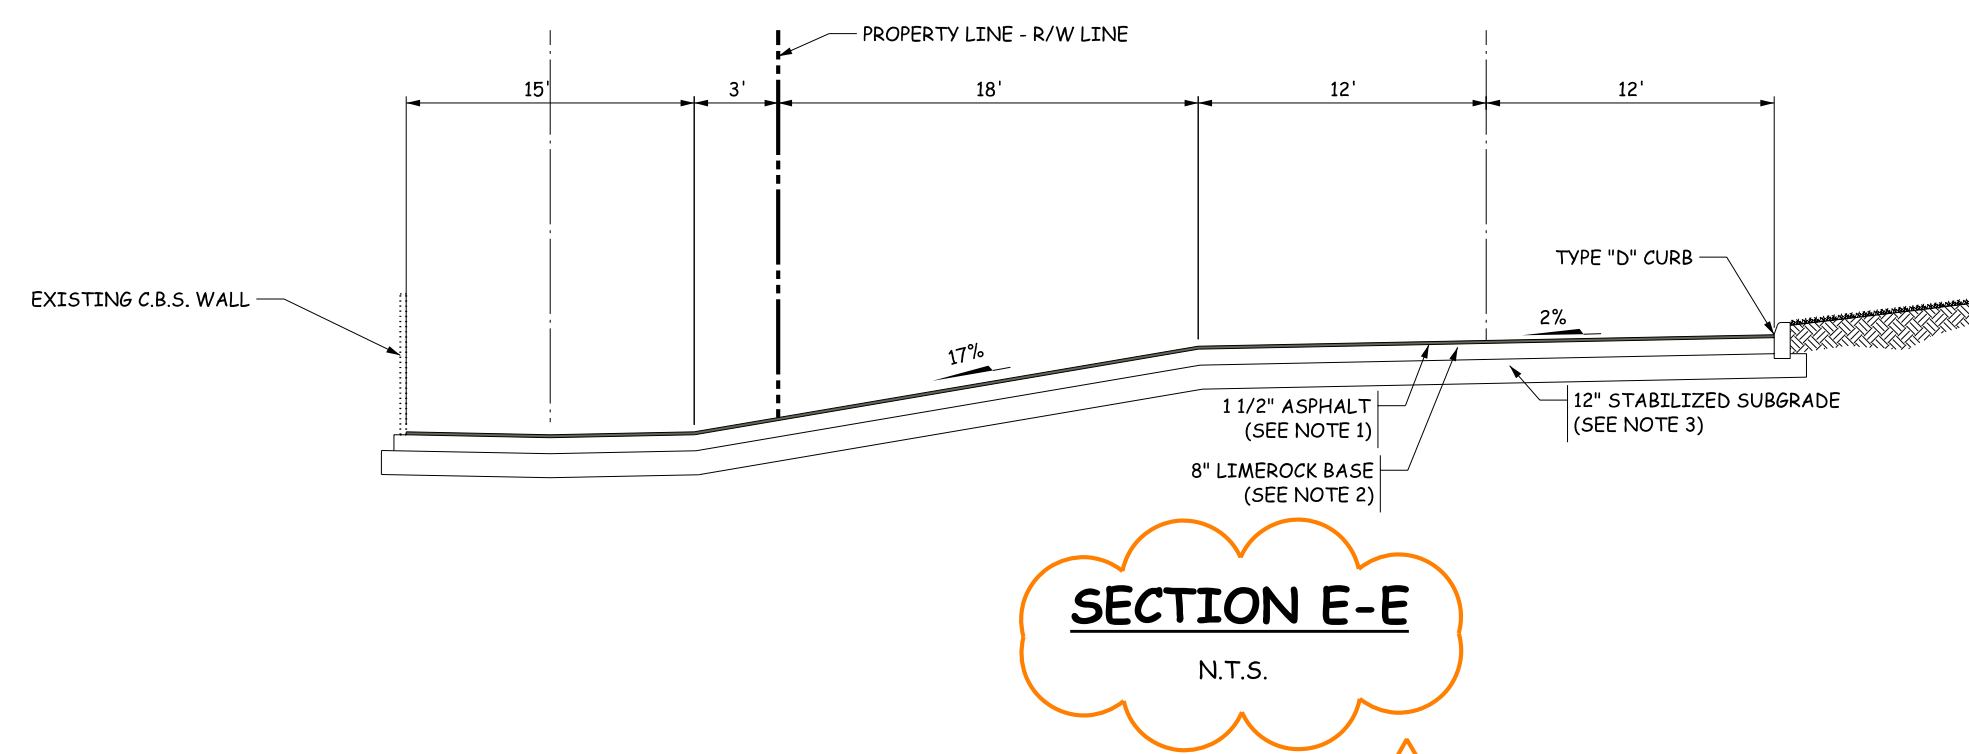 PROPERTY LINE - R/W LINE
15'
3'
18'
12'
12'
TYPE "D" CURB
EXISTING C.B.S. WALL
2%
17%
1 1/2" ASPHALT
(SEE NOTE 1)
12" STABILIZED SUBGRADE
(SEE NOTE 3)
8" LIMEROCK BASE
(SEE NOTE 2)
SECTION E-E
N.T.S.